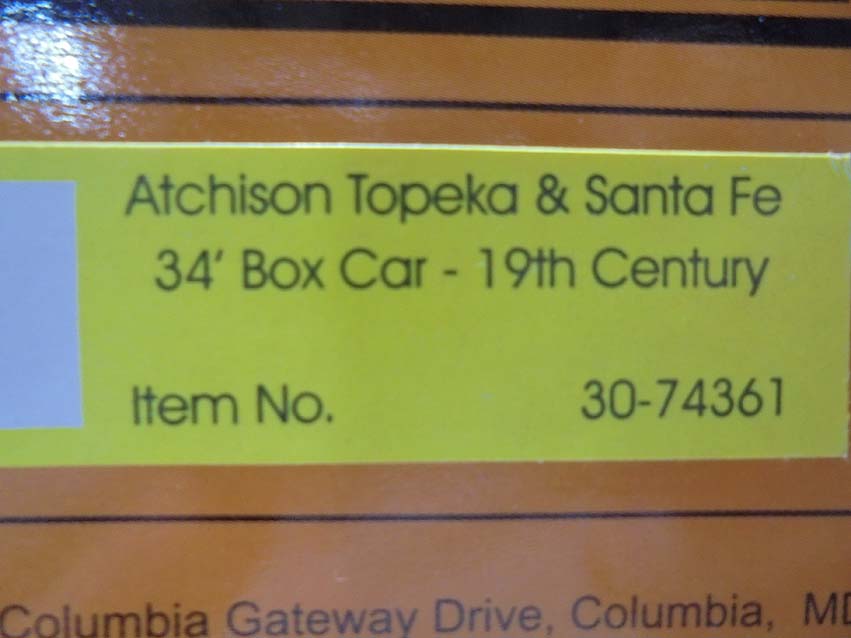 Atchison Topeka & Santa Fe
34' Box Car - 19th Century
Item No. 30-74361
Columbia Gateway Drive, Columbia, MD